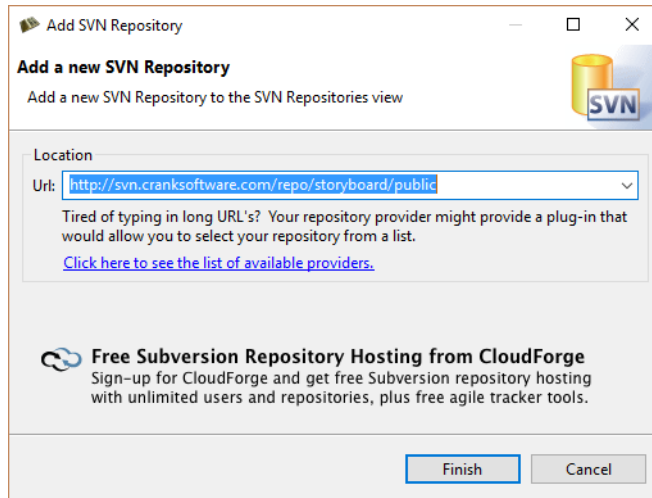 Add SVN Repository
Add a new SVN Repository
Add a new SVN Repository to the SVN Repositories view
SVN
Location
Url: http://svn.cranksoftware.com/repo/storyboard/public
Tired of typing in long URL's? Your repository provider might provide a plug-in that
would allow you to select your repository from a list.
Click here to see the list of available providers.
Free Subversion Repository Hosting from CloudForge
Sign-up for CloudForge and get free Subversion repository hosting
with unlimited users and repositories, plus free agile tracker tools.
Finish Cancel